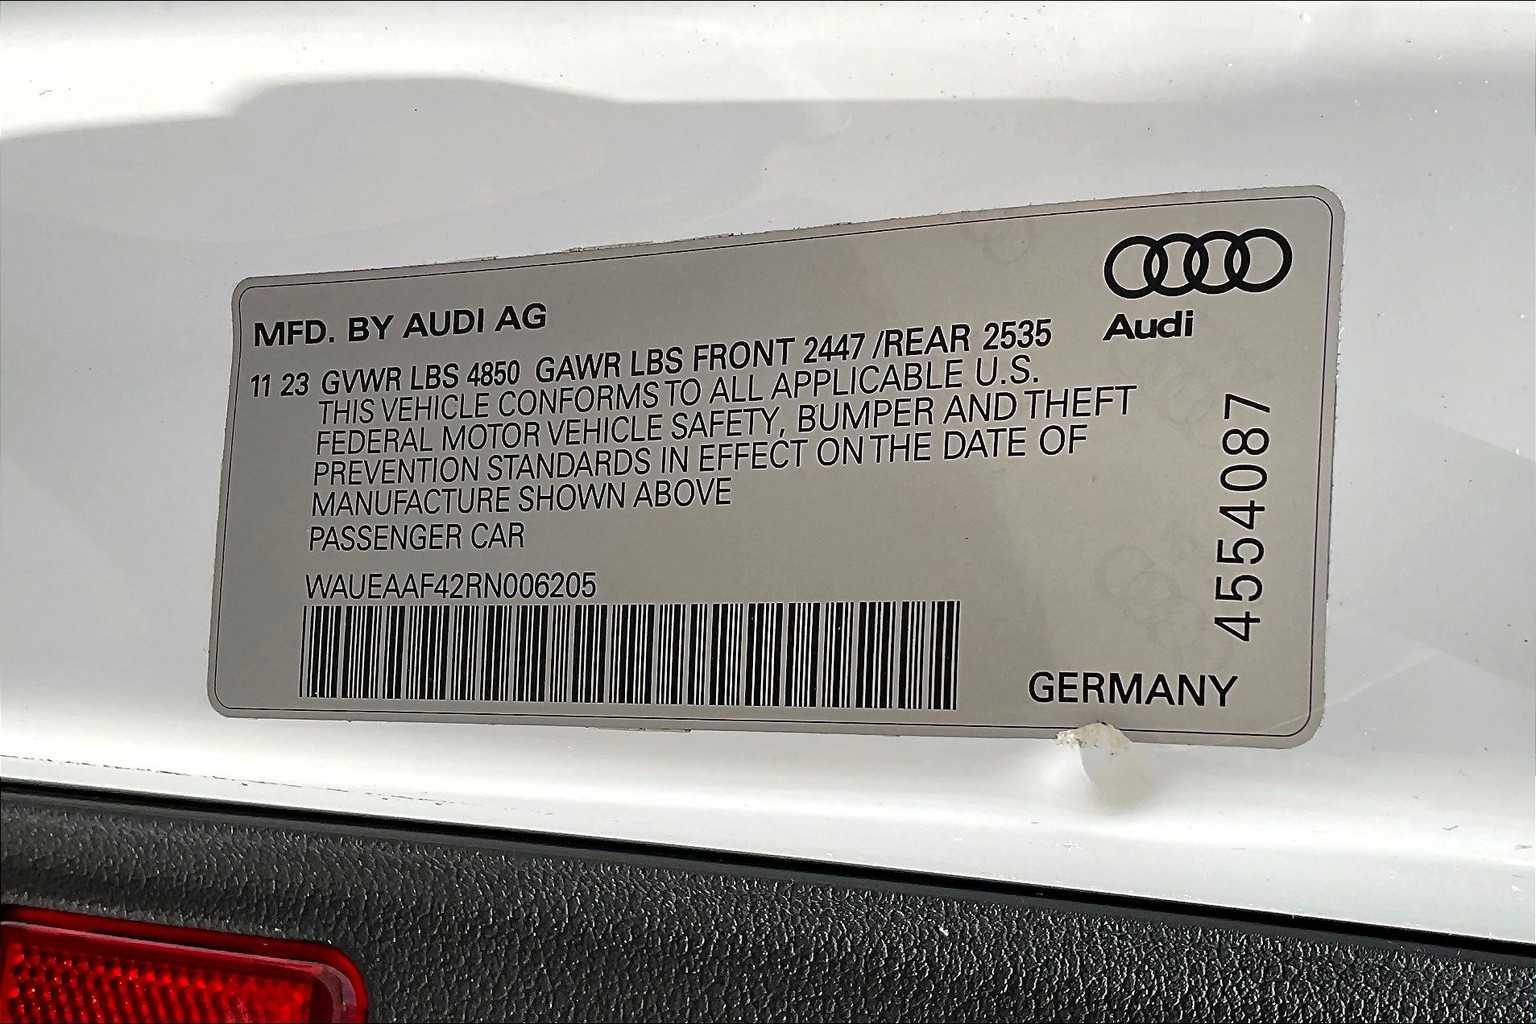 MFD. BY AUDI AG
11 23 GVWR LBS 4850 GAWR LBS FRONT 2447 /REAR 2535
THIS VEHICLE CONFORMS TO ALL APPLICABLE U.S.
FEDERAL MOTOR VEHICLE SAFETY, BUMPER AND THEFT
PREVENTION STANDARDS IN EFFECT ON THE DATE OF
MANUFACTURE SHOWN ABOVE
PASSENGER CAR
WAUEAAF42RN006205
Audi
4554087
GERMANY